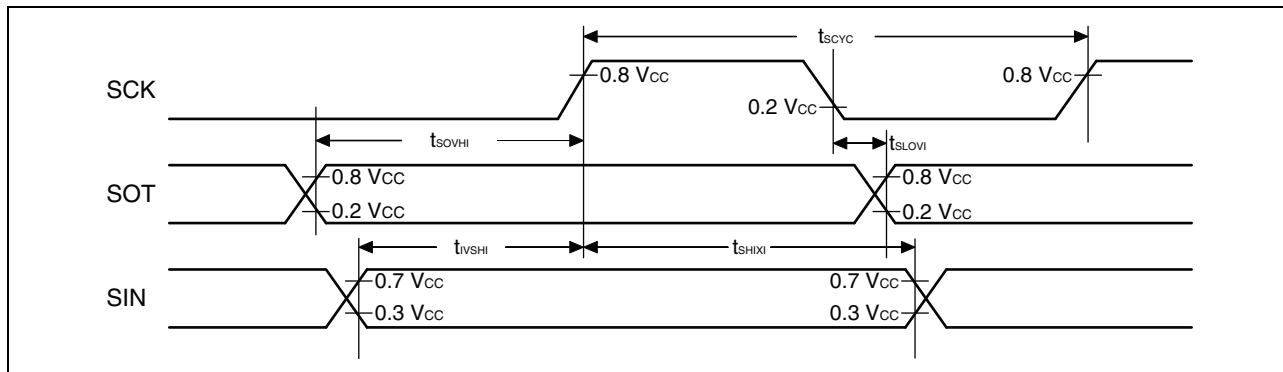 tSCYC
SCK
0.8 VCC
0.8 VCC
0.2 VCC
tSOVHI
tSLOVI
SOT
0.8 VCC
0.8 VCC
0.2 VCC
0.2 VCC
tIVSHI
tSHIXI
SIN
0.7 VCC
0.7 VCC
0.3 VCC
0.3 VCC